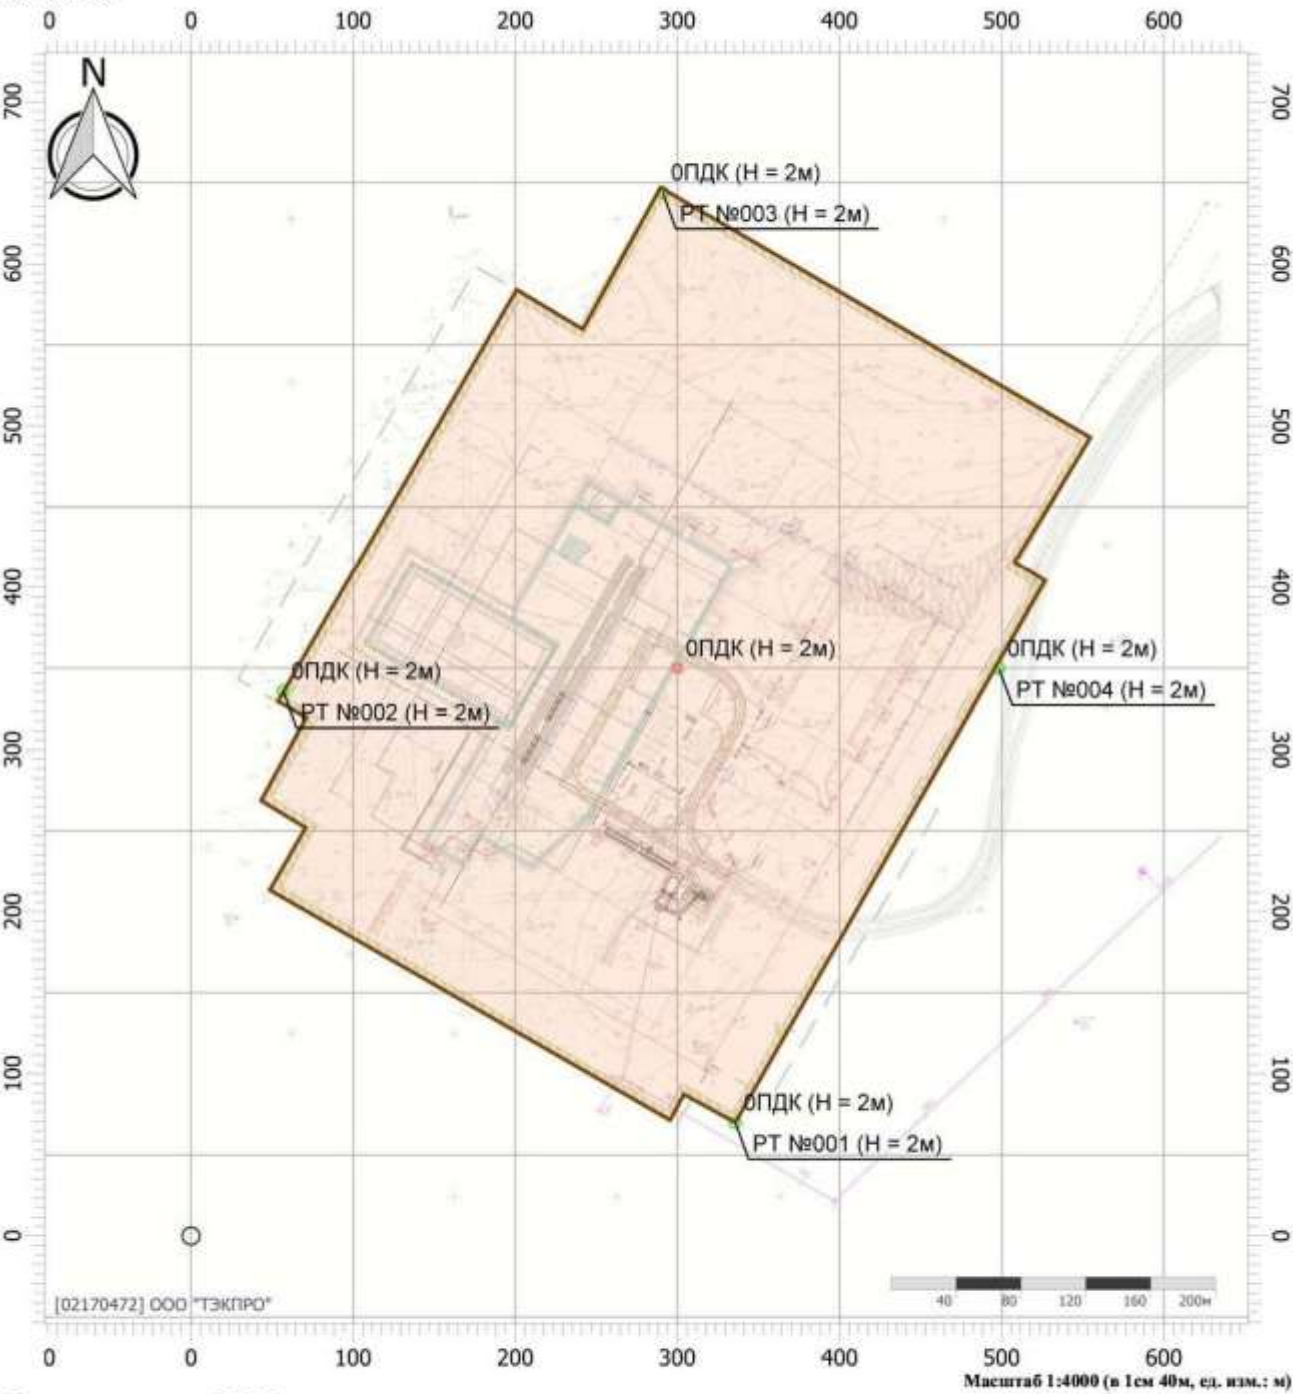 0 0 100 200 300 400 500 600
N
700 700
0ПДК (Н = 2м)
РТ №003 (Н = 2м)
600 600
500 500
400 400
0ПДК (Н = 2м)
0ПДК (Н = 2м)
0ПДК (Н = 2м)
РТ №004 (Н = 2м)
РТ №002 (Н = 2м)
300 300
200 200
100 100
0ПДК (Н = 2м)
РТ №001 (Н = 2м)
0 0
[02170472] ООО "ТЭКПРО"
40 80 120 160 200м
0 0 100 200 300 400 500 600
Масштаб 1:4000 (в 1см 40м, ед. изм.: м)